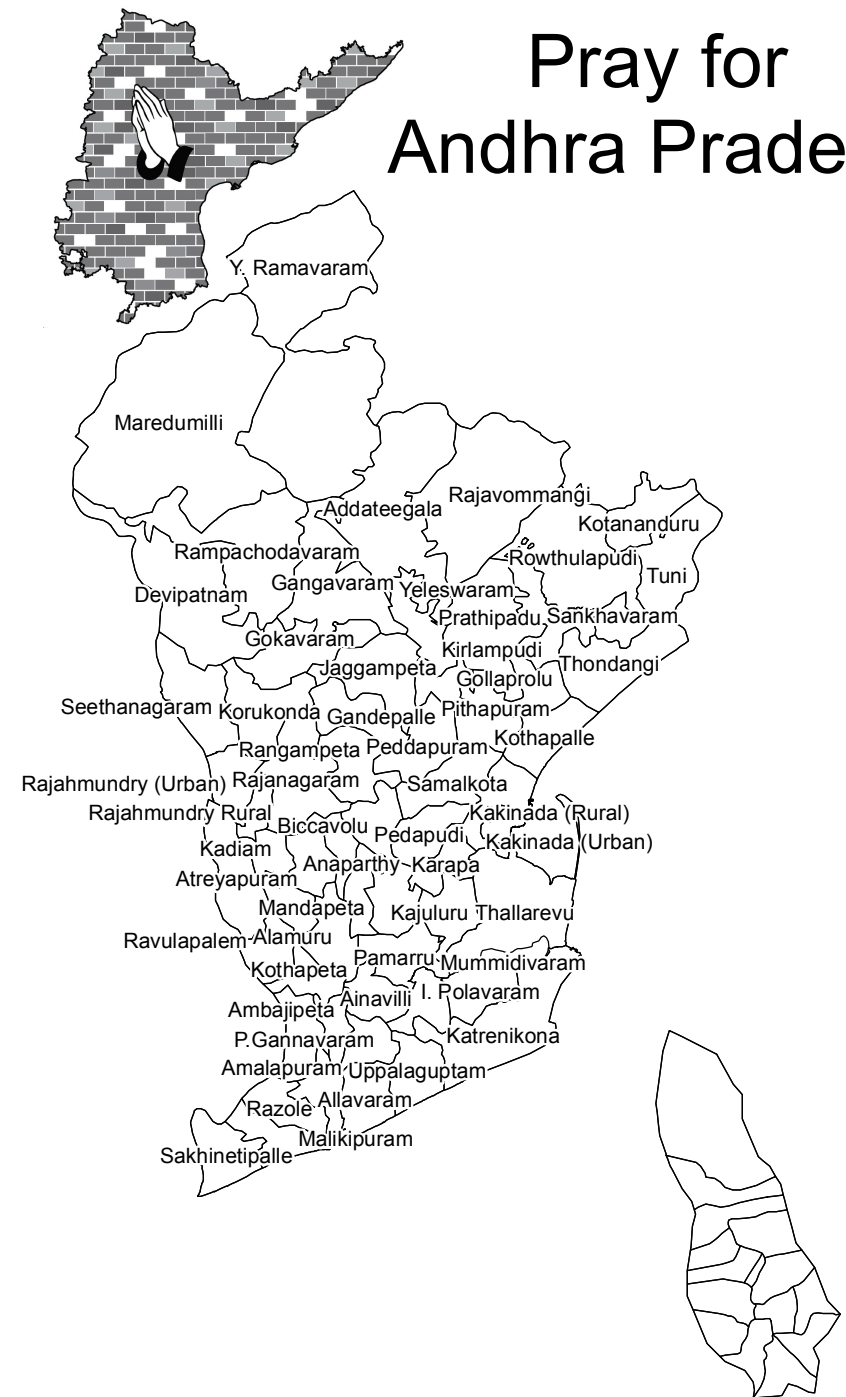 Pray for
Andhra Prade
Y. Ramavaram
Maredumilli
Rajavommangi
Addateegala
Kotananduru
Rampachodavaram
Rowthulapudi
Tuni
Gangavaram
Yeleswaram
Devipatnam
Prathipadu
Sankhavaram
Gokavaram
Kirlampudi
Thondangi
Jaggampeta
Gollaprolu
Seethanagaram
Korukonda
Gandepalle
Pithapuram
Kothapalle
Rangampeta
Peddapuram
Rajahmundry (Urban)
Rajanagaram
Samalkota
Rajahmundry Rural
Kakinada (Rural)
Biccavolu
Pedapudi
Kakinada (Urban)
Kadiam
Anaparthy
Karapa
Atreyapuram
Mandapeta
Kajuluru
Thallarevu
Ravulapalem
Alamuru
Pamarru
Mummidivaram
Kothapeta
Ainavilli
I. Polavaram
Ambajipeta
P.Gannavaram
Katrenikona
Amalapuram
Uppalaguptam
Razole
Allavaram
Malikipuram
Sakhinetipalle